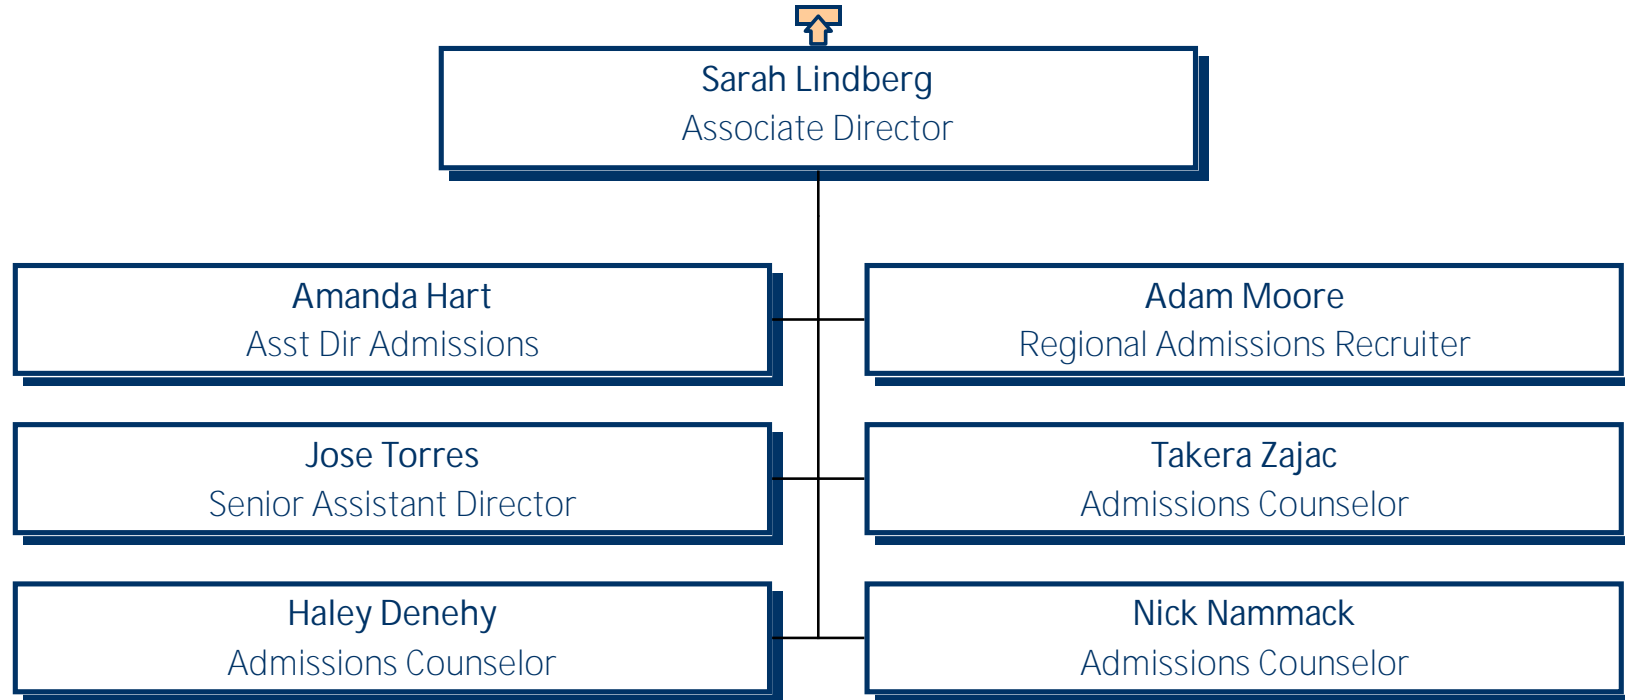 Sarah Lindberg
Associate Director
Amanda Hart
Asst Dir Admissions
Adam Moore
Regional Admissions Recruiter
Jose Torres
Senior Assistant Director
Takera Zajac
Admissions Counselor
Haley Denehy
Admissions Counselor
Nick Nammack
Admissions Counselor